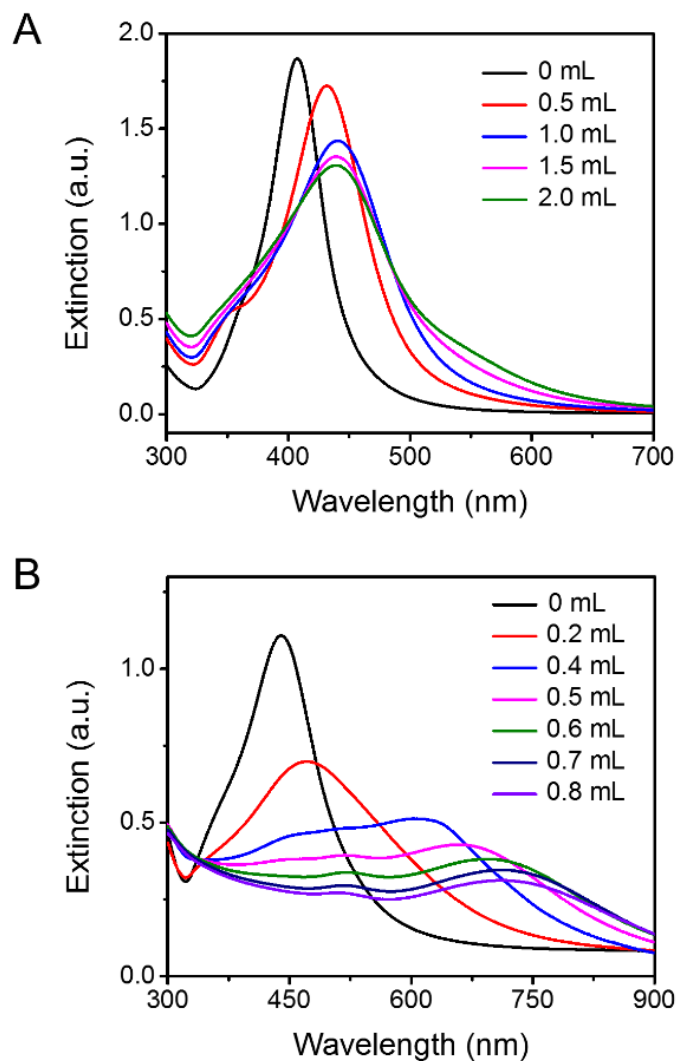 A
2.0
1.5
1.0
0.5
0.0
Extinction (a.u.)
0 mL
0.5 mL
1.0 mL
1.5 mL
2.0 mL
300 400 500 600 700
Wavelength (nm)
B
1.0
0.5
0.0
Extinction (a.u.)
0 mL
0.2 mL
0.4 mL
0.5 mL
0.6 mL
0.7 mL
0.8 mL
300 450 600 750 900
Wavelength (nm)